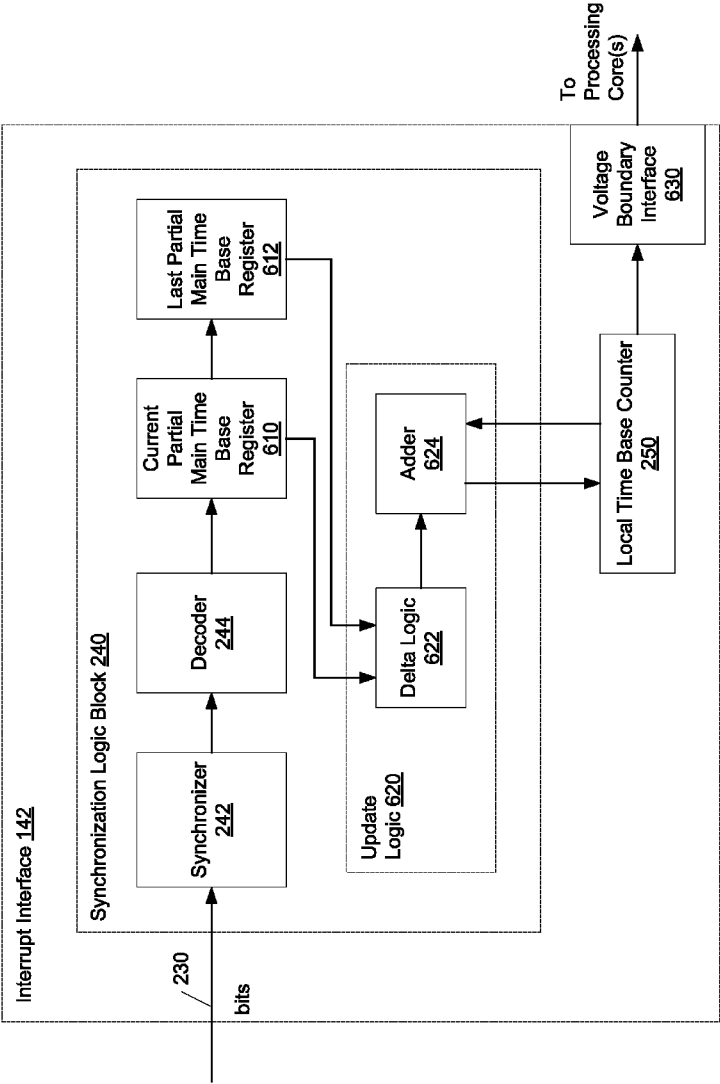 Interrupt Interface 142
Synchronization Logic Block 240
230
bits
Synchronizer
242
Decoder
244
Current
Partial
Main Time
Base
Register
610
Last Partial
Main Time
Base
Register
612
Update
Logic 620
Delta Logic
622
Adder
624
Local Time Base Counter
250
Voltage
Boundary
Interface
630
To
Processing
Core(s)